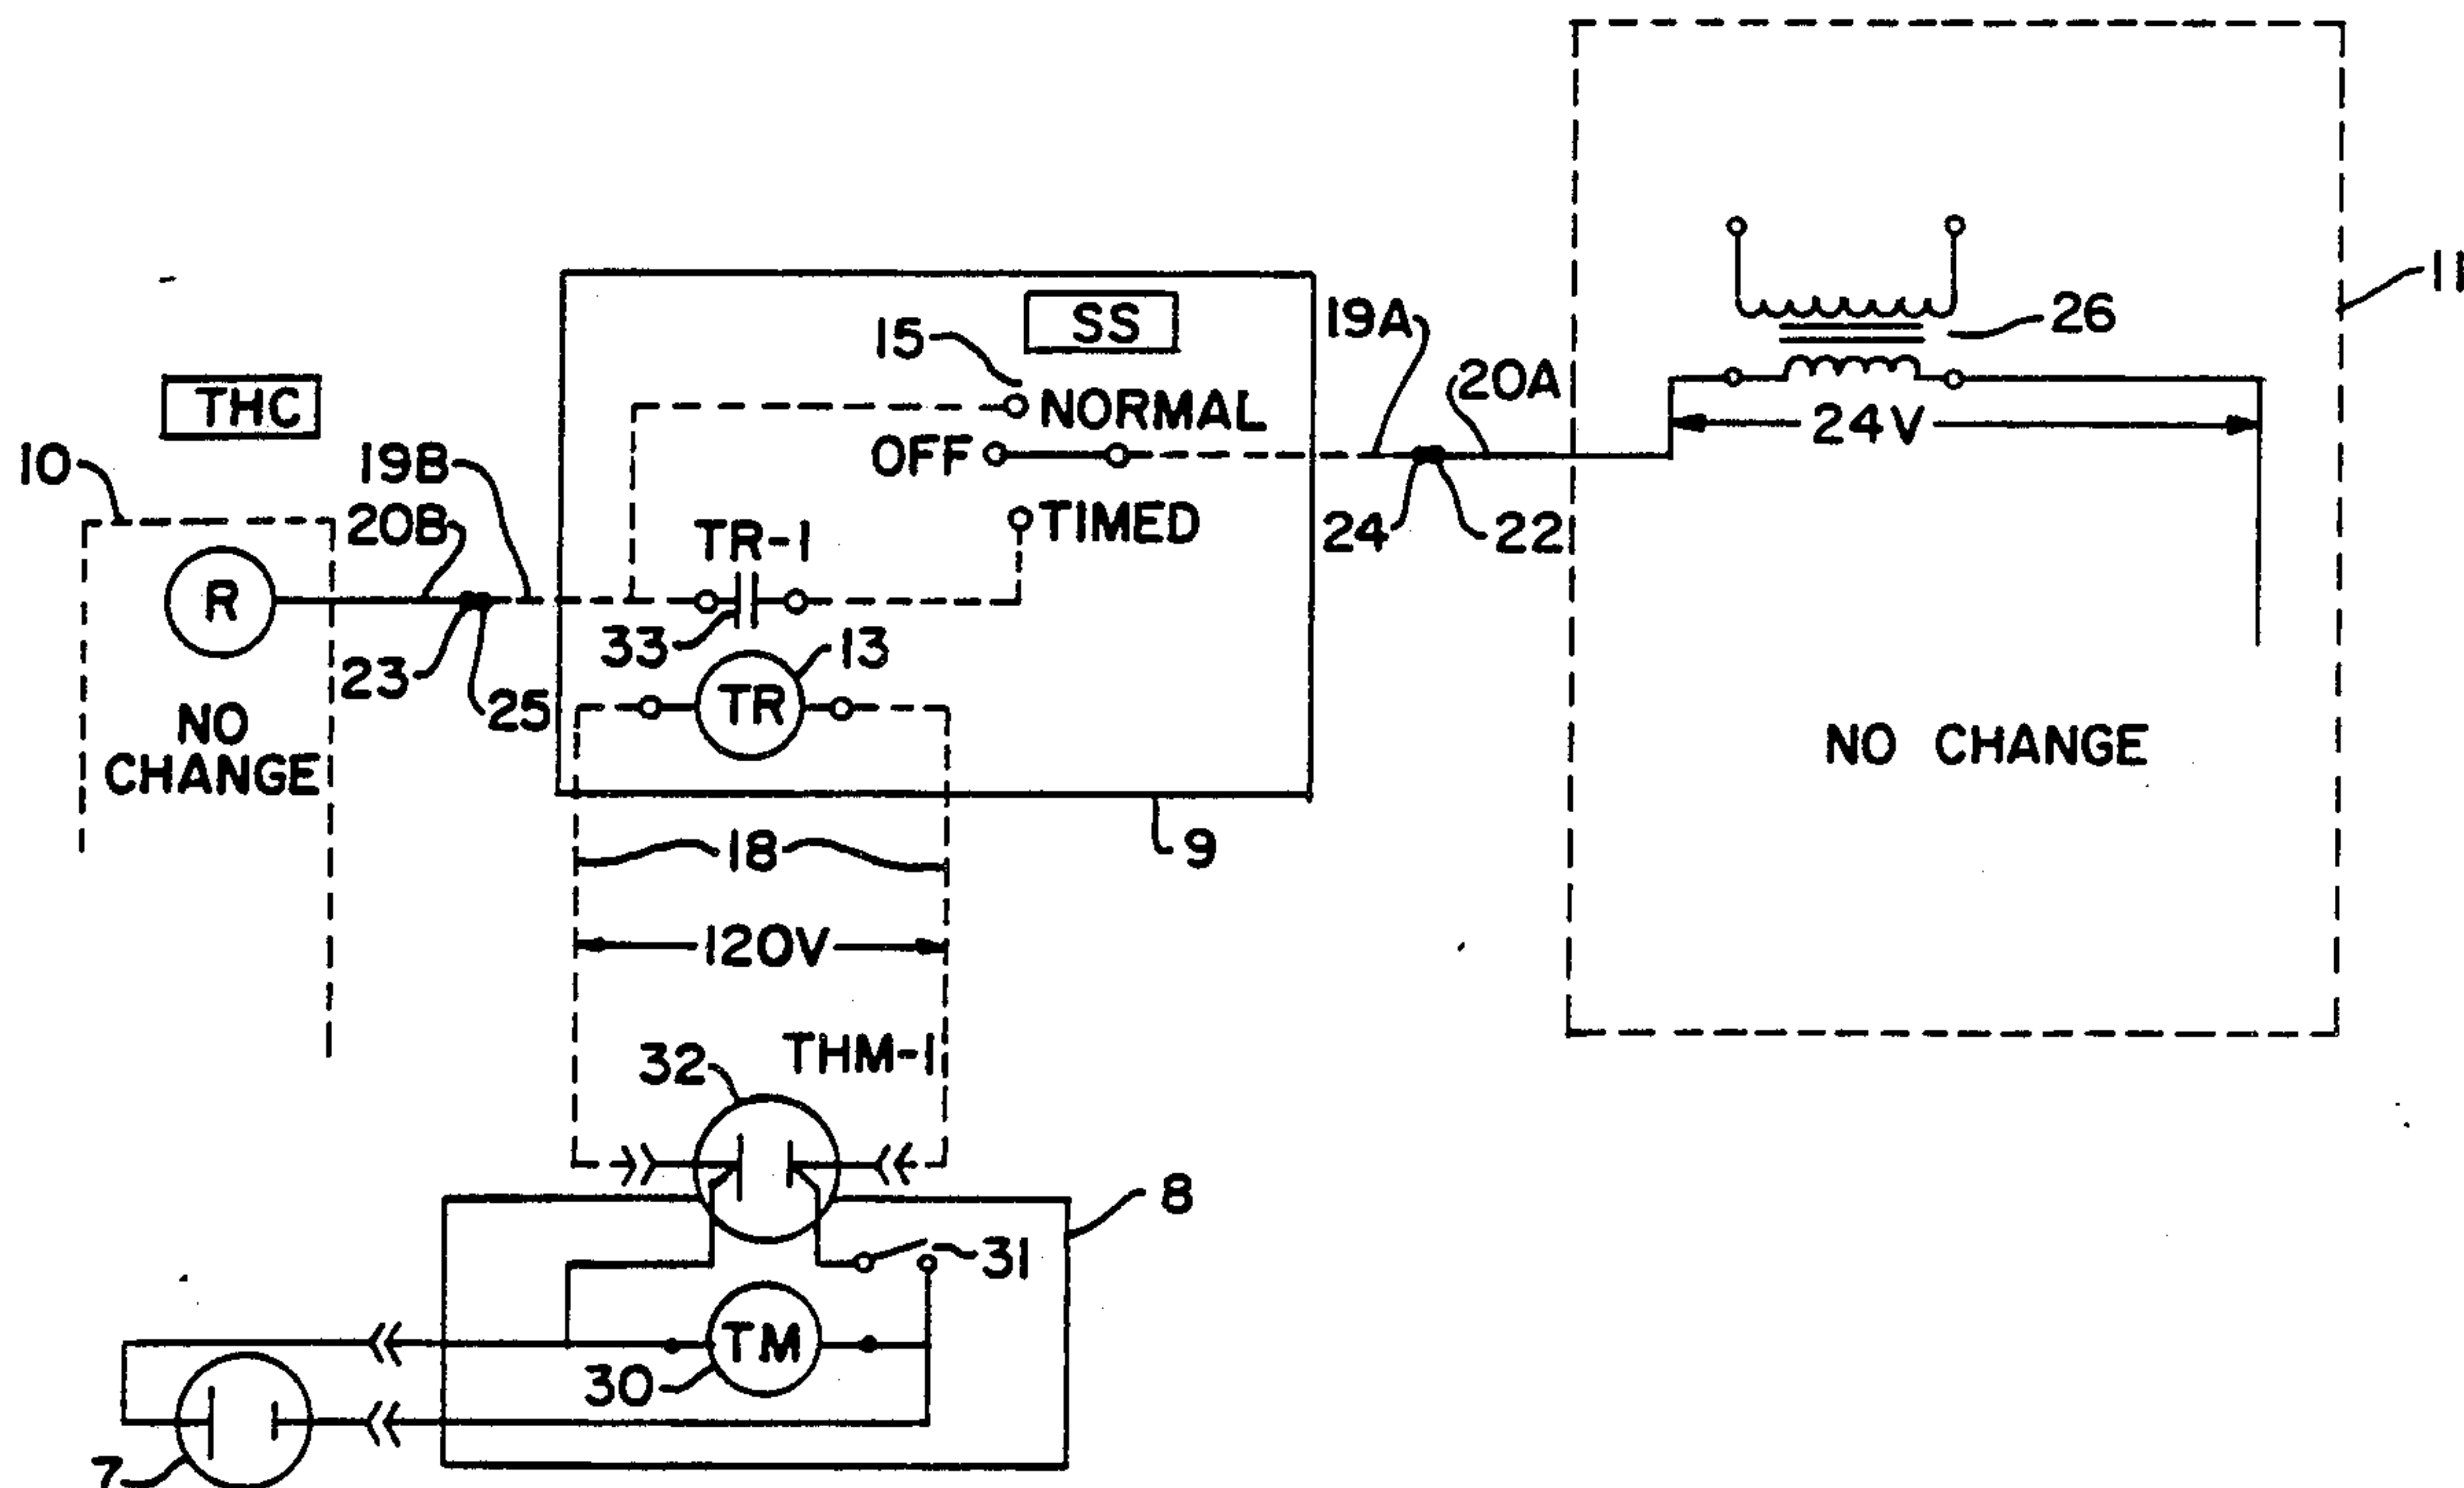 11
SS
15
19A
26
THC
NORMAL
20A
24V
10
19B
OFF
20B
TIMED
24
22
TR-1
R
33
13
23
25
TR
NO
CHANGE
NO CHANGE
18
9
120V
THM-1
32
8
31
TM
30
7